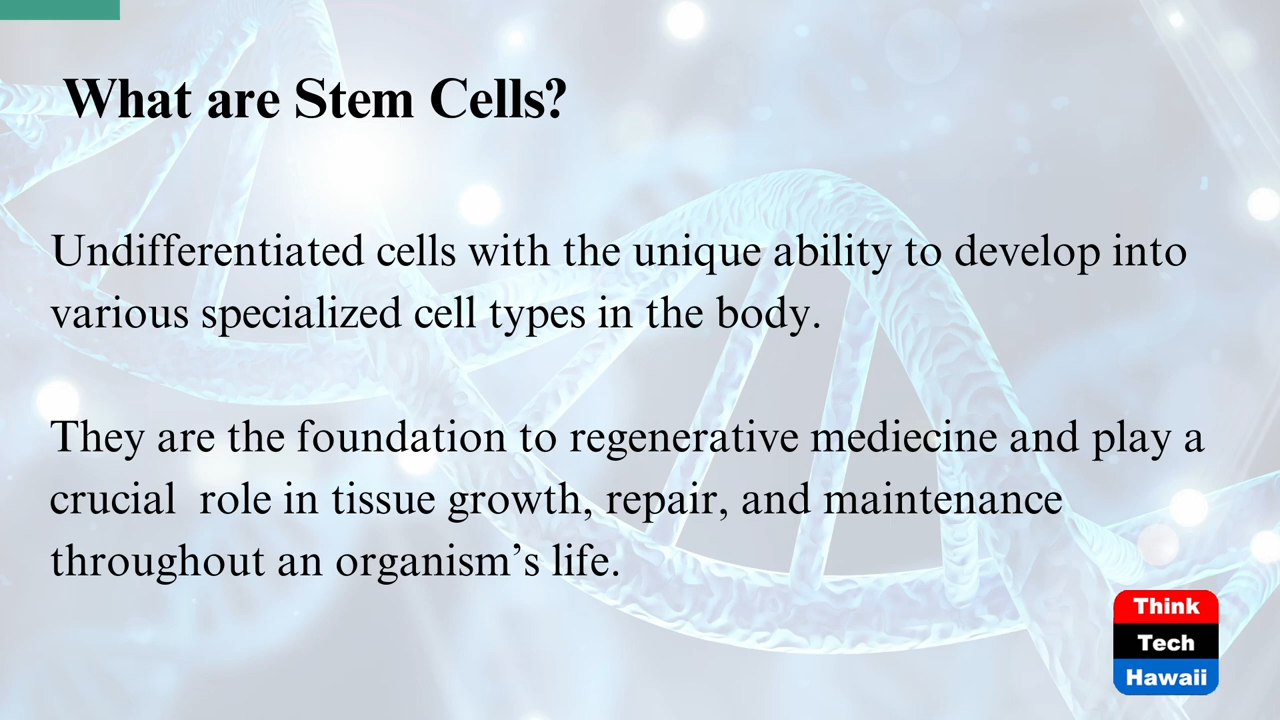 What are Stem Cells?
Undifferentiated cells with the unique ability to develop into
various specialized cell types in the body.
They are the foundation to regenerative mediecine and play a
crucial  role in tissue growth, repair, and maintenance
throughout an organism’s life.
Think
Tech
Hawaii